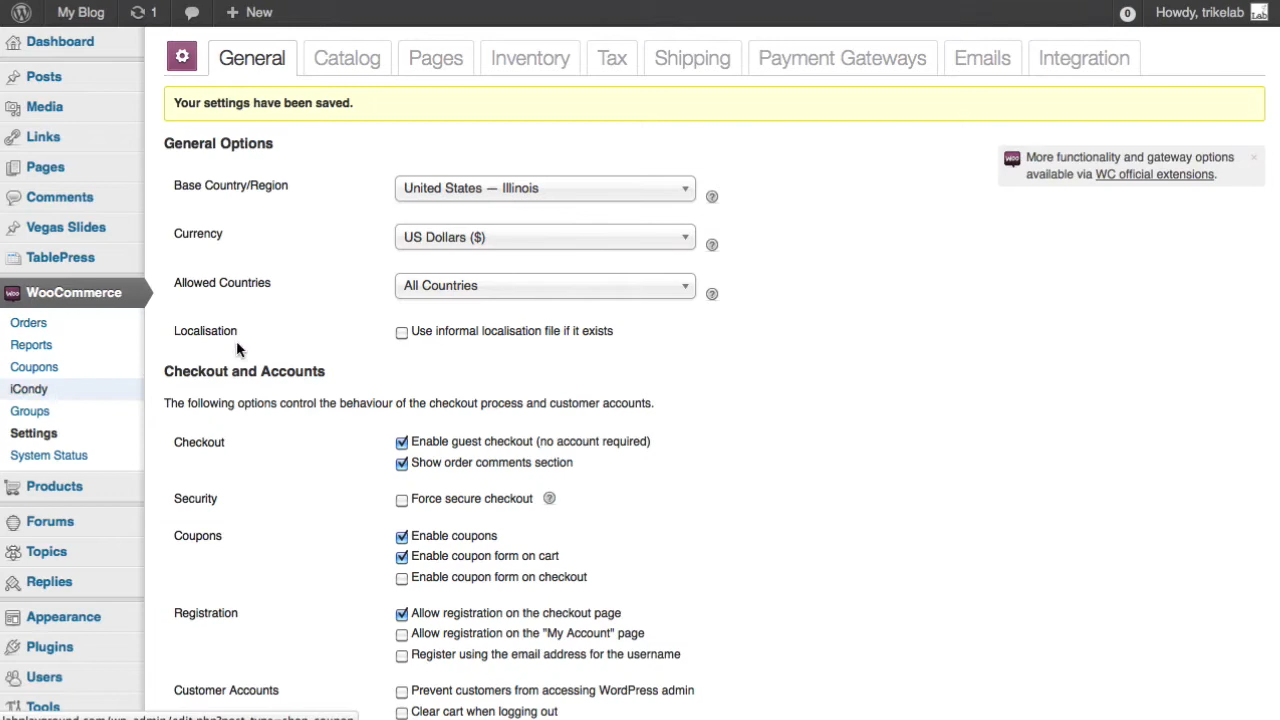 My Blog
1
New
0
Howdy, trikelab
Dashboard
Posts
Media
Links
Pages
Comments
Vegas Slides
TablePress
WooCommerce
Orders
Reports
Coupons
iCondy
Groups
Settings
System Status
Products
Forums
Topics
Replies
Appearance
Plugins
Users
Tools
General
Catalog
Pages
Inventory
Tax
Shipping
Payment Gateways
Emails
Integration
Your settings have been saved.
General Options
More functionality and gateway options
available via WC official extensions.
Base Country/Region
United States — Illinois
Currency
US Dollars ($)
Allowed Countries
All Countries
Localisation
Use informal localisation file if it exists
Checkout and Accounts
The following options control the behaviour of the checkout process and customer accounts.
Checkout
Enable guest checkout (no account required)
Show order comments section
Security
Force secure checkout
Coupons
Enable coupons
Enable coupon form on cart
Enable coupon form on checkout
Registration
Allow registration on the checkout page
Allow registration on the "My Account" page
Register using the email address for the username
Customer Accounts
Prevent customers from accessing WordPress admin
Clear cart when logging out